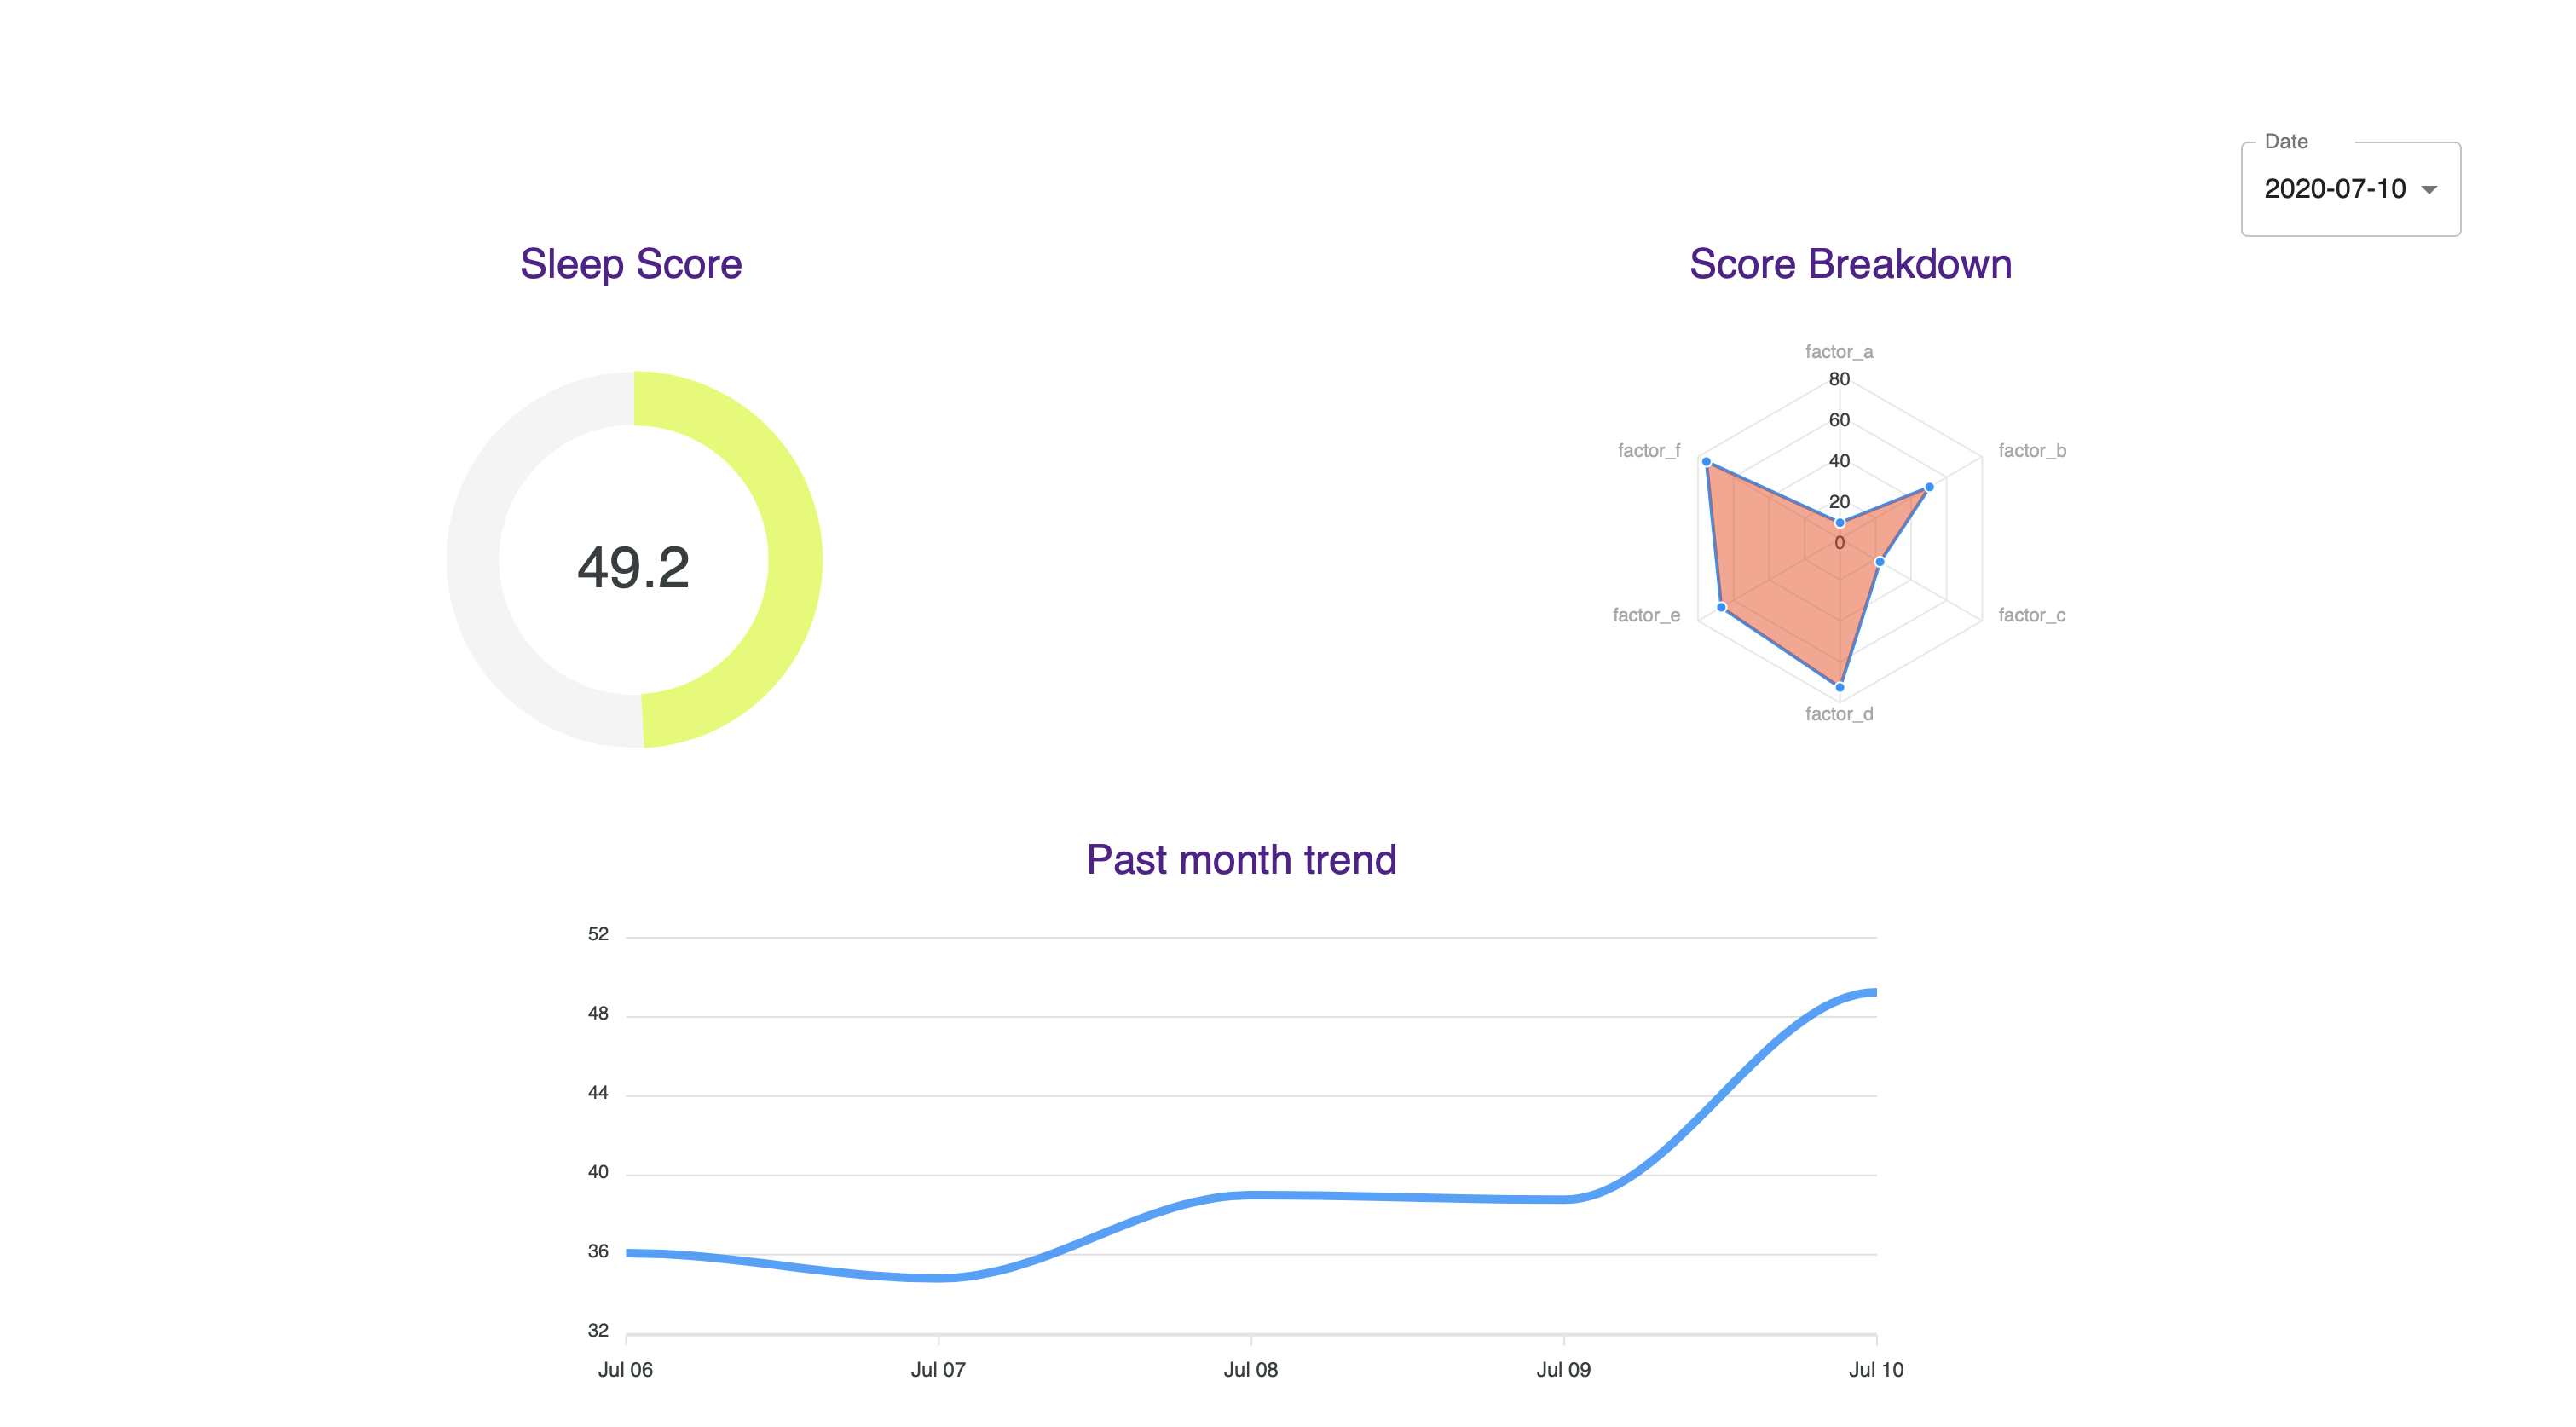 Date
2020-07-10
Sleep Score
49.2
Score Breakdown
factor_a
80
60
40
20
0
factor_b
factor_c
factor_d
factor_e
factor_f
Past month trend
52
48
44
40
36
32
Jul 06 Jul 07 Jul 08 Jul 09 Jul 10